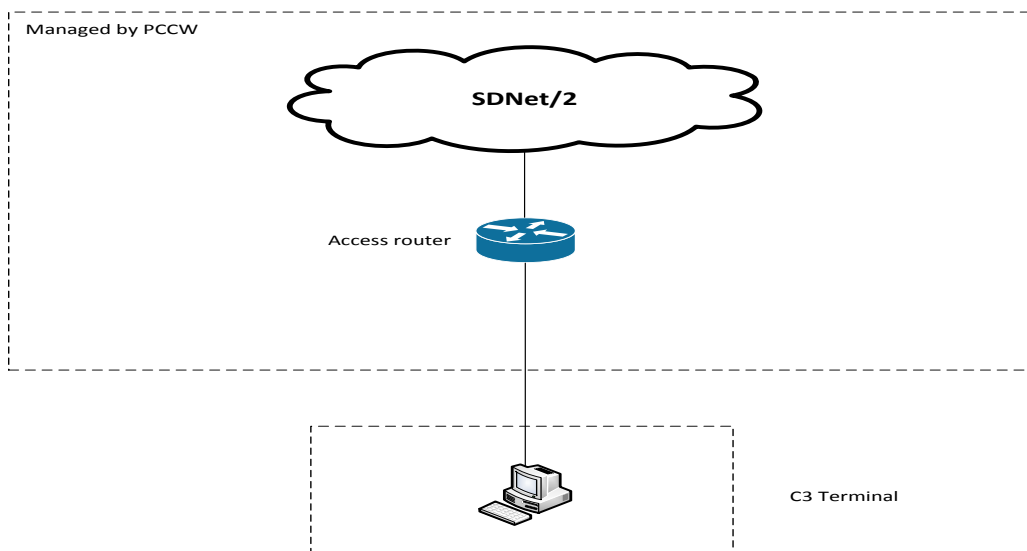 Managed by PCCW
SDNet/2
Access router
C3 Terminal